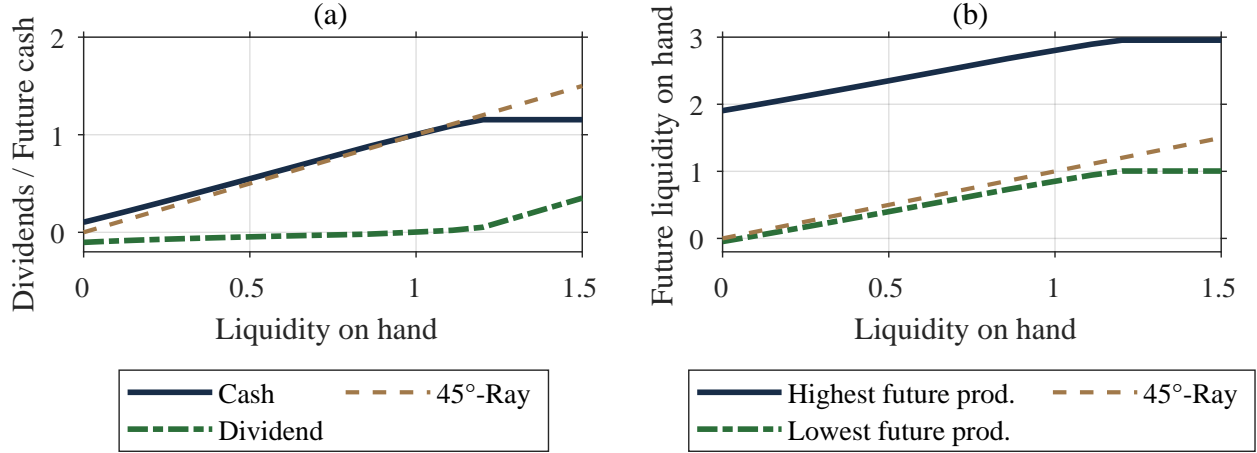 (a)
Dividends / Future cash
2
1
0
0
0.5
1
1.5
Liquidity on hand
Cash
45°-Ray
Dividend
(b)
Future liquidity on hand
3
2
1
0
0
0.5
1
1.5
Liquidity on hand
Highest future prod.
45°-Ray
Lowest future prod.